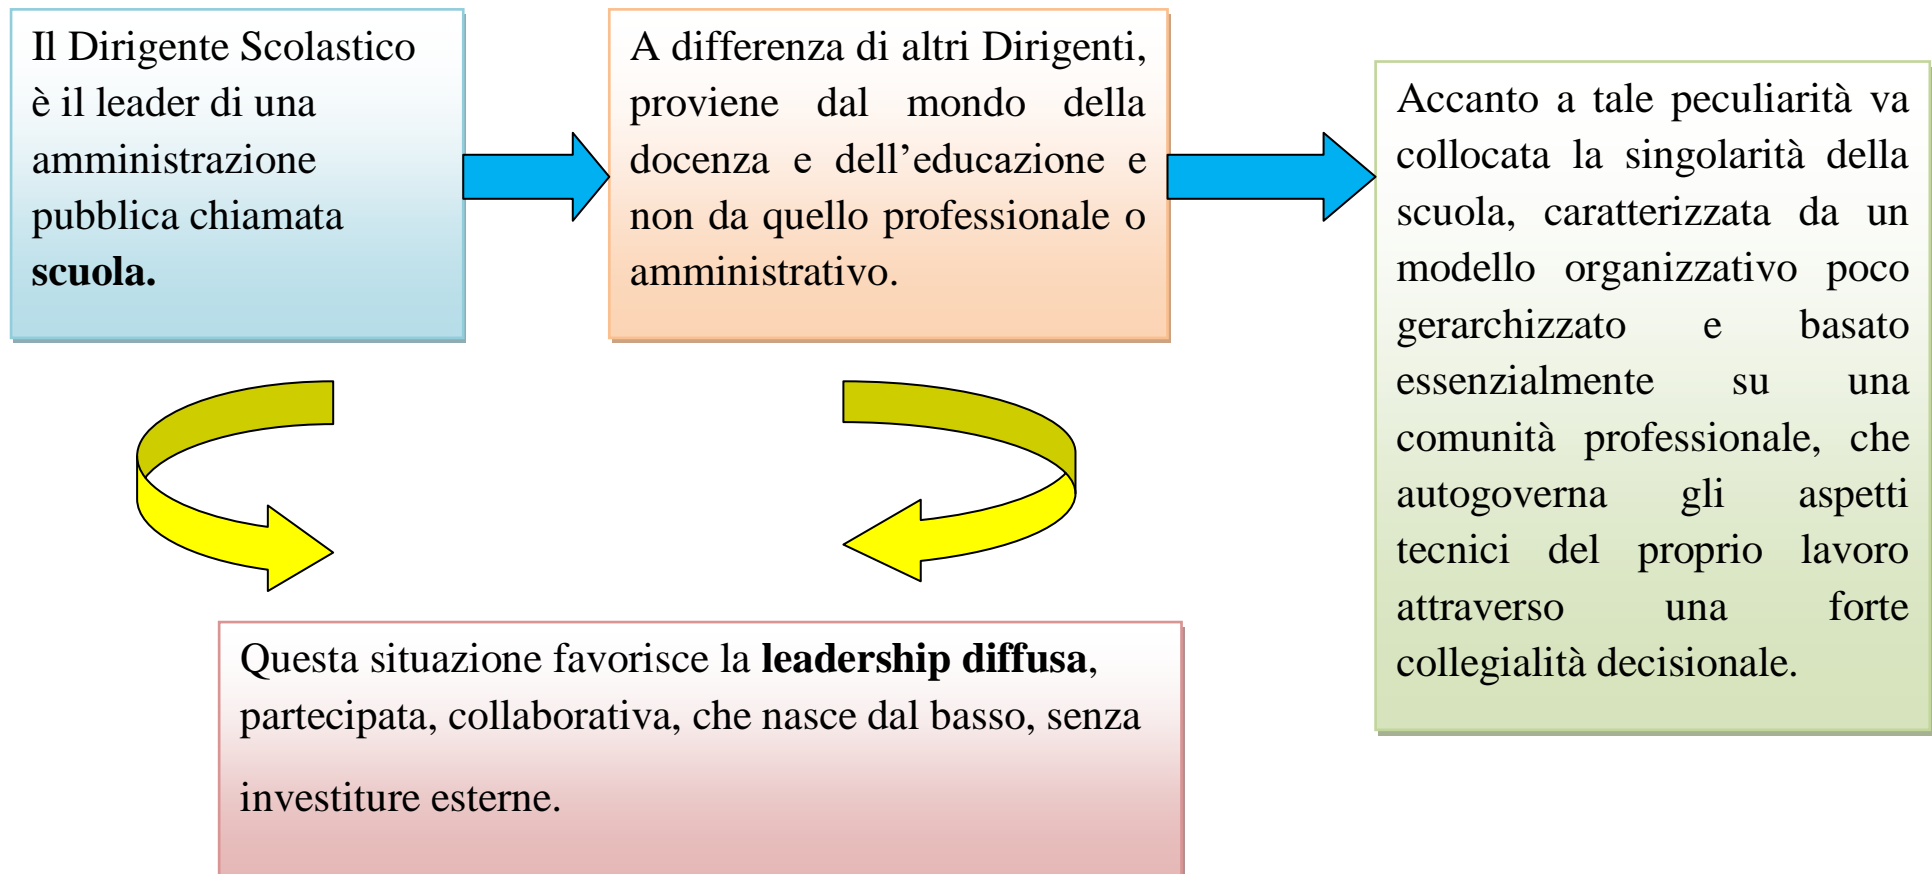 Il Dirigente Scolastico
è il leader di una
amministrazione
pubblica chiamata
scuola.
A differenza di altri Dirigenti,
proviene dal mondo della
docenza e dell’educazione e
non da quello professionale o
amministrativo.
Accanto a tale peculiarità va
collocata la singolarità della
scuola, caratterizzata da un
modello organizzativo poco
gerarchizzato e basato
essenzialmente su una
comunità professionale, che
autogoverna gli aspetti
tecnici del proprio lavoro
attraverso una forte
collegialità decisionale.
Questa situazione favorisce la leadership diffusa,
partecipata, collaborativa, che nasce dal basso, senza
investiture esterne.